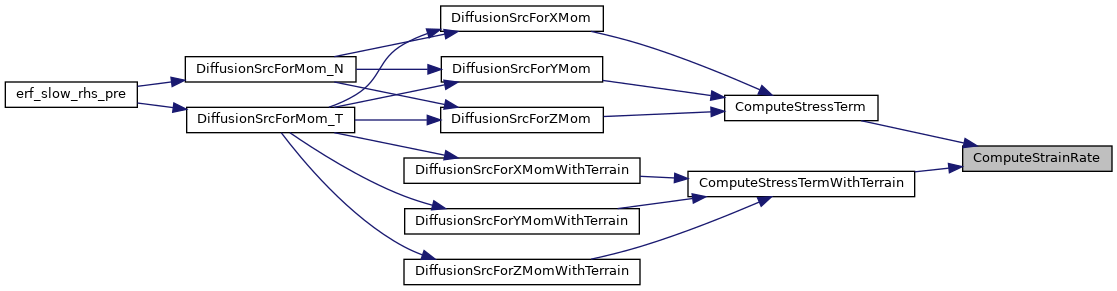 DiffusionSrcForXMom
DiffusionSrcForMom_N
DiffusionSrcForYMom
erf_slow_rhs_pre
ComputeStressTerm
DiffusionSrcForMom_T
DiffusionSrcForZMom
ComputeStrainRate
DiffusionSrcForXMomWithTerrain
ComputeStressTermWithTerrain
DiffusionSrcForYMomWithTerrain
DiffusionSrcForZMomWithTerrain